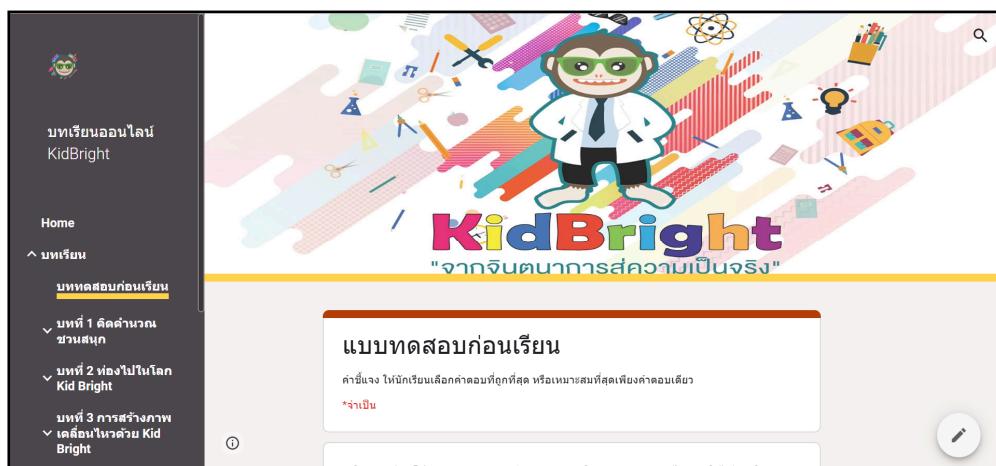 บทเรียนออนไลน์
KidBright
Home
บทเรียน
บททดสอบก่อนเรียน
บทที่ 1 คิดคำนวณ
ชวนสนุก
บทที่ 2 ท่องไปในโลก
Kid Bright
บทที่ 3 การสร้างภาพ
เคลื่อนไหวด้วย Kid
Bright
KidBright
"จากจินตนาการสู่ความเป็นจริง"
แบบทดสอบก่อนเรียน
คำชี้แจง ให้นักเรียนเลือกคำตอบที่ถูกที่สุด หรือเหมาะสมที่สุดเพียงคำตอบเดียว
*จำเป็น